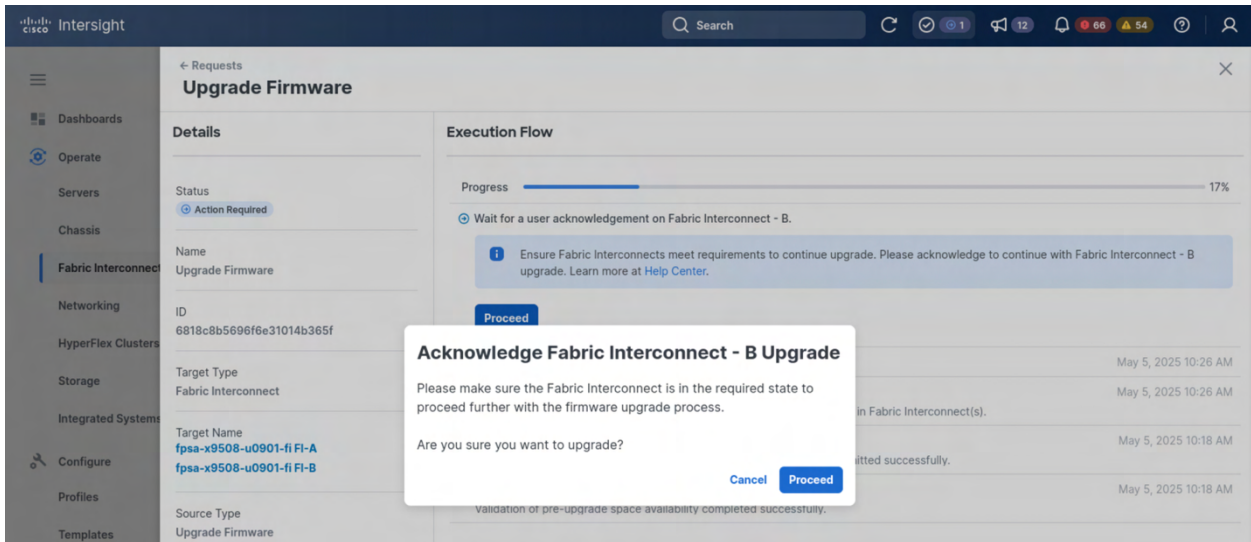 cisco Intersight
Search
1
12
66
54
← Requests
Upgrade Firmware
Dashboards
Operate
Servers
Chassis
Fabric Interconnect
Networking
HyperFlex Clusters
Storage
Integrated Systems
Configure
Profiles
Templates
Details
Status
Action Required
Name
Upgrade Firmware
ID
6818c8b5696f6e31014b365f
Target Type
Fabric Interconnect
Target Name
fpsa-x9508-u0901-fi FI-A
fpsa-x9508-u0901-fi FI-B
Source Type
Upgrade Firmware
Execution Flow
Progress 17%
Wait for a user acknowledgement on Fabric Interconnect - B.
Ensure Fabric Interconnects meet requirements to continue upgrade. Please acknowledge to continue with Fabric Interconnect - B
upgrade. Learn more at Help Center.
Proceed
May 5, 2025 10:26 AM
May 5, 2025 10:26 AM
in Fabric Interconnect(s).
May 5, 2025 10:18 AM
itted successfully.
May 5, 2025 10:18 AM
Validation of pre-upgrade space availability completed successfully.
Acknowledge Fabric Interconnect - B Upgrade
Please make sure the Fabric Interconnect is in the required state to
proceed further with the firmware upgrade process.
Are you sure you want to upgrade?
Cancel Proceed